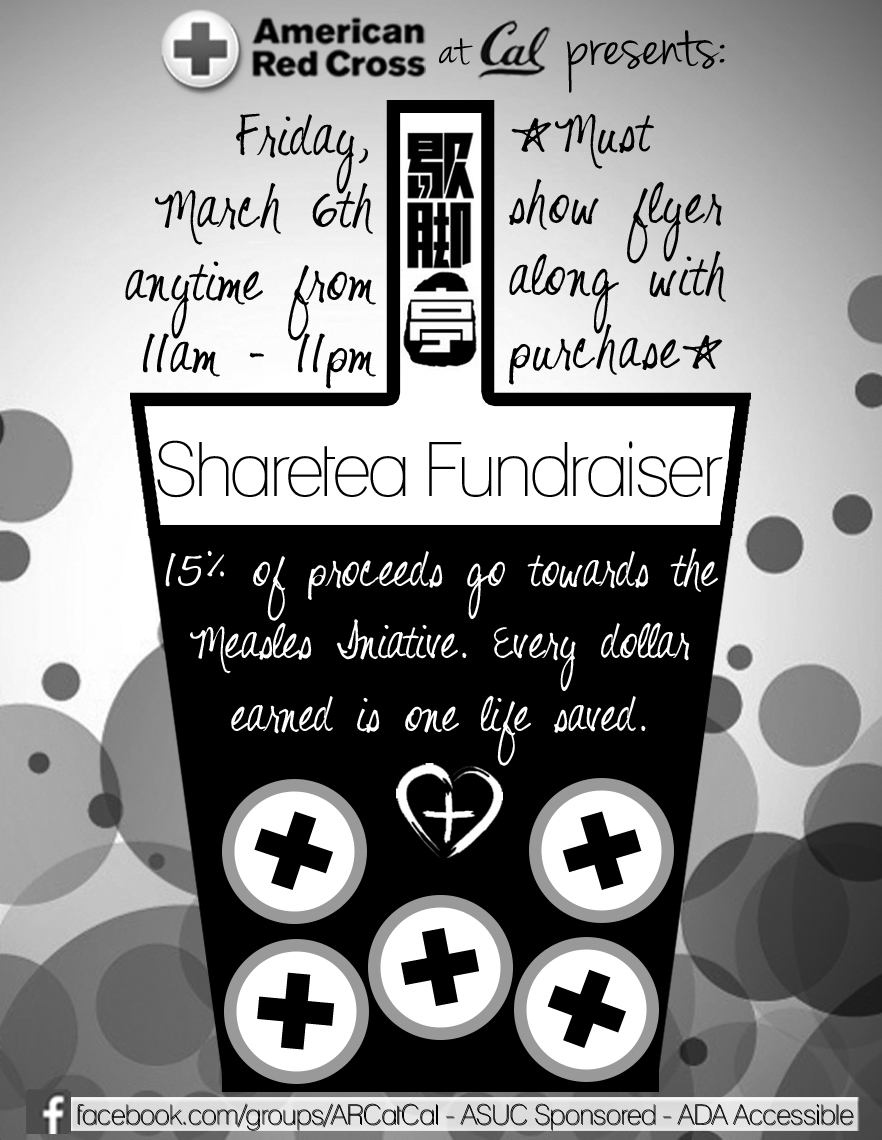 American
Red Cross at Cal presents:
Friday,
March 6th
anytime from
11am - 11pm
歇
脚
亭
☆Must
show flyer
along with
purchase☆
Sharetea Fundraiser
15% of proceeds go towards the
Measles Iniative. Every dollar
earned is one life saved.
f facebook.com/groups/ARCatCal - ASUC Sponsored - ADA Accessible